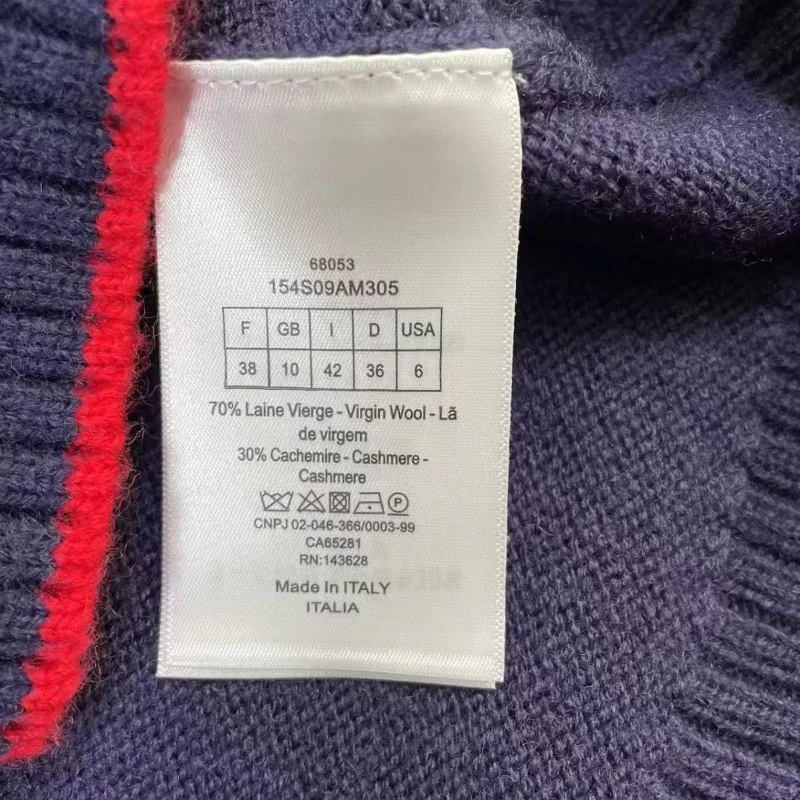 68053
154S09AM305
F GB I D USA
38 10 42 36 6
70% Laine Vierge - Virgin Wool - Lã
de virgem
30% Cachemire - Cashmere -
Cashmere
P
CNPJ 02-046-366/0003-99
CA65281
RN:143628
Made In ITALY
ITALIA